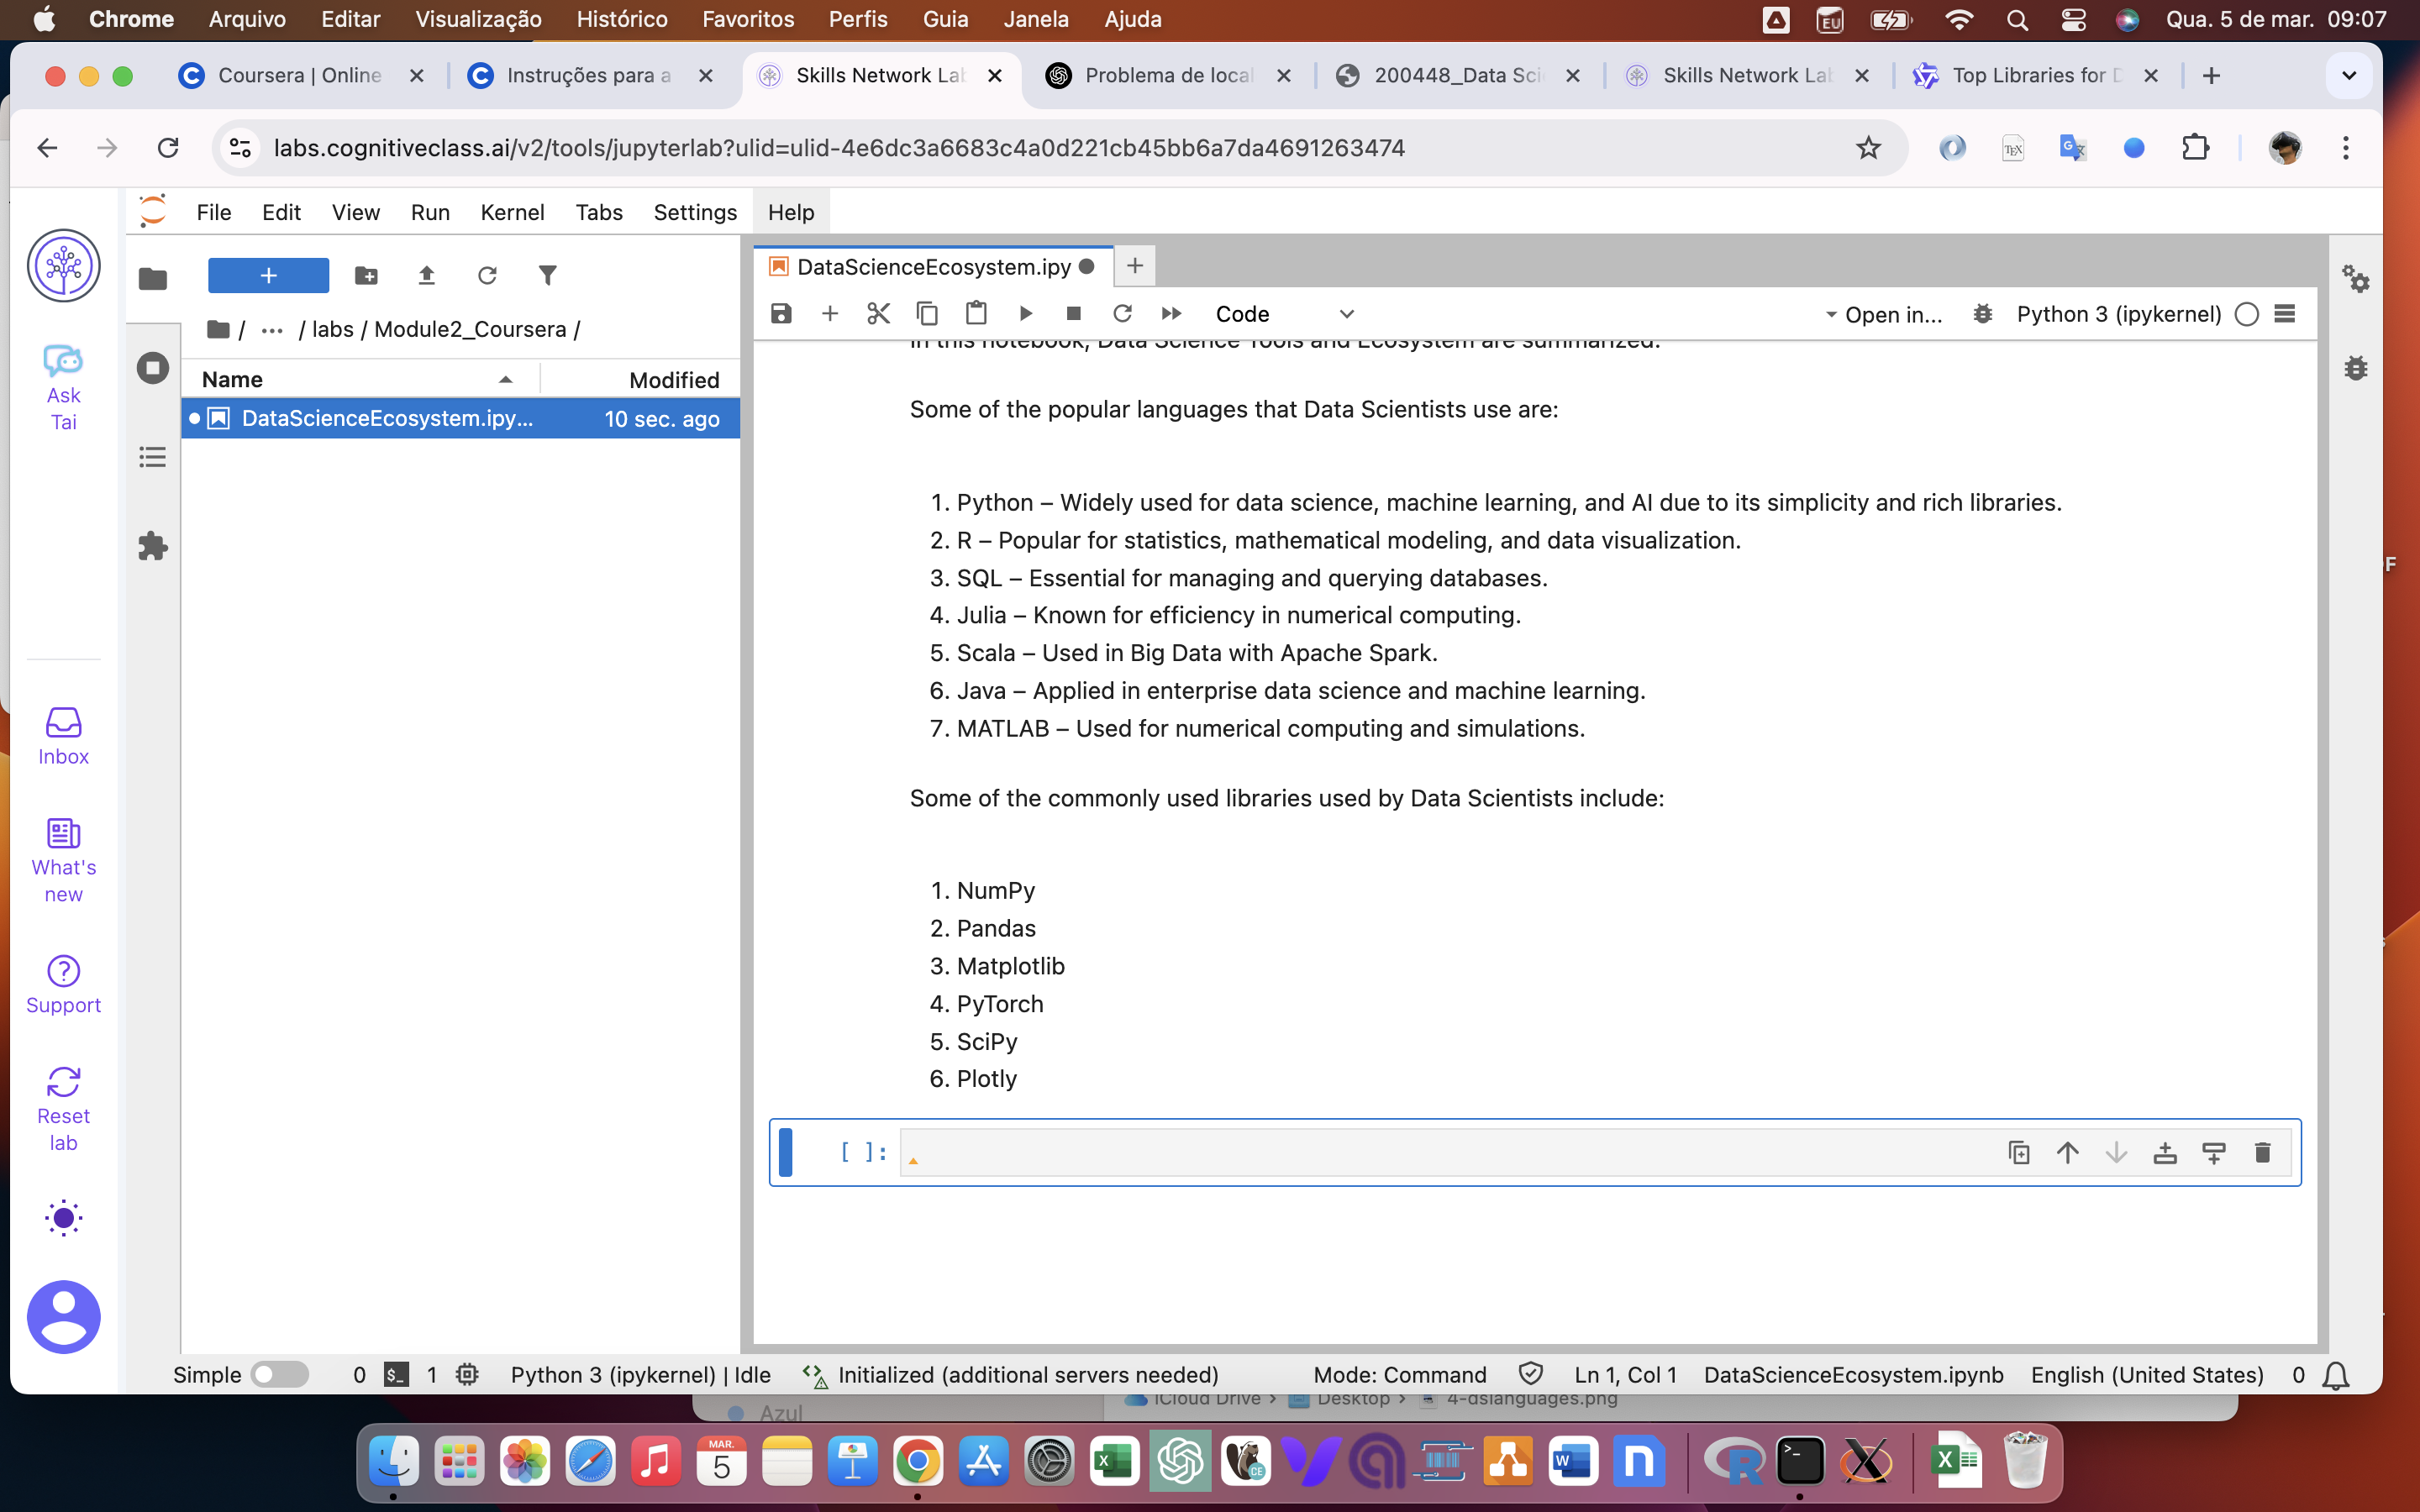 Chrome Arquivo Editar Visualização Histórico Favoritos Perfis Guia Janela Ajuda EU Qua. 5 de mar. 09:07
Coursera | Online Instruções para a Skills Network La Problema de local 200448_Data Sci Skills Network La Top Libraries for D
labs.cognitiveclass.ai/v2/tools/jupyterlab?ulid=ulid-4e6dc3a6683c4a0d221cb45bb6a7da4691263474
File Edit View Run Kernel Tabs Settings Help
DataScienceEcosystem.ipy
Code Open in... Python 3 (ipykernel)
/ ... / labs / Module2_Coursera /
Name Modified
DataScienceEcosystem.ipy... 10 sec. ago
Ask
Tai
Inbox
What's
new
Support
Reset
lab
In this notebook, Data Science Tools and Ecosystem are summarized.
Some of the popular languages that Data Scientists use are:
1. Python – Widely used for data science, machine learning, and AI due to its simplicity and rich libraries.
2. R – Popular for statistics, mathematical modeling, and data visualization.
3. SQL – Essential for managing and querying databases.
4. Julia – Known for efficiency in numerical computing.
5. Scala – Used in Big Data with Apache Spark.
6. Java – Applied in enterprise data science and machine learning.
7. MATLAB – Used for numerical computing and simulations.
Some of the commonly used libraries used by Data Scientists include:
1. NumPy
2. Pandas
3. Matplotlib
4. PyTorch
5. SciPy
6. Plotly
[ ]:
Simple 0 $_ 1 Python 3 (ipykernel) | Idle Initialized (additional servers needed) Mode: Command Ln 1, Col 1 DataScienceEcosystem.ipynb English (United States) 0
Azul iCloud Drive › Desktop › 4-dslanguages.png
MAR.
5